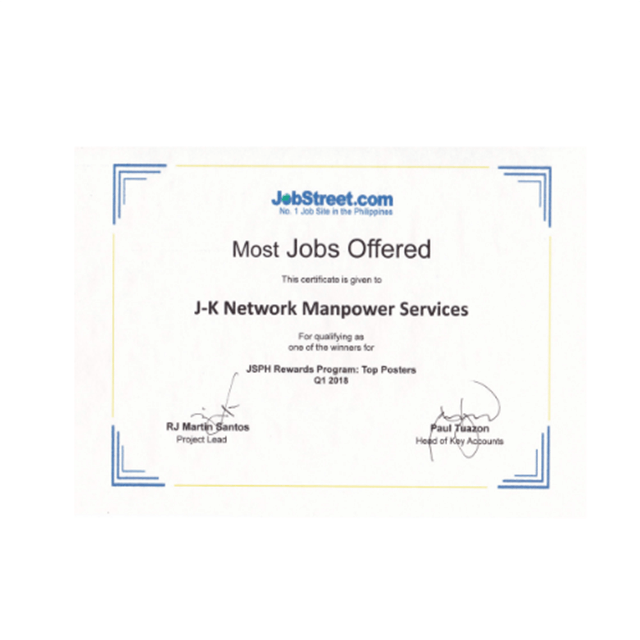 JobStreet.com
No. 1 Job Site in the Philippines
Most Jobs Offered
This certificate is given to
J-K Network Manpower Services
For qualifying as
one of the winners for
JSPH Rewards Program: Top Posters
Q1 2018
RJ Martin Santos
Project Lead
Paul Tuazon
Head of Key Accounts